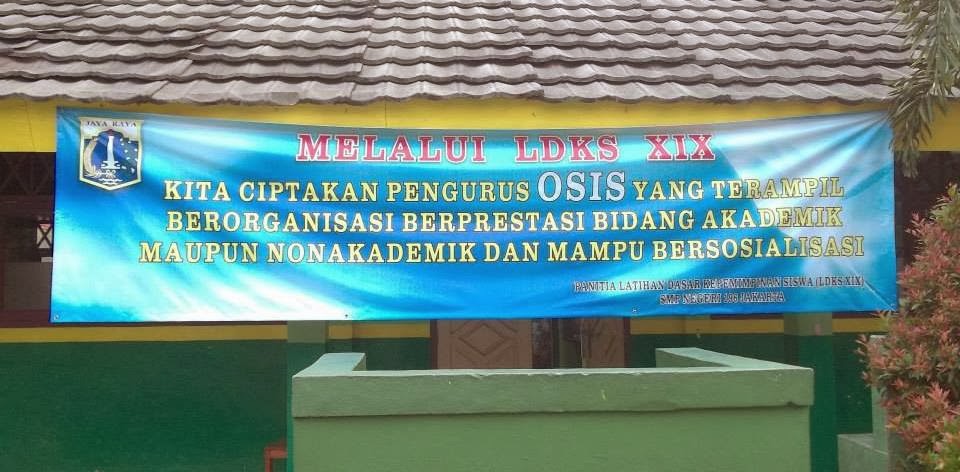 JAYA RAYA
MELALUI LDKS XIX
KITA CIPTAKAN PENGURUS OSIS YANG TERAMPIL
BERORGANISASI BERPRESTASI BIDANG AKADEMIK
MAUPUN NONAKADEMIK DAN MAMPU BERSOSIALISASI
PANITIA LATIHAN DASAR KEPEMIMPINAN SISWA (LDKS XIX)
SMP NEGERI JAKARTA